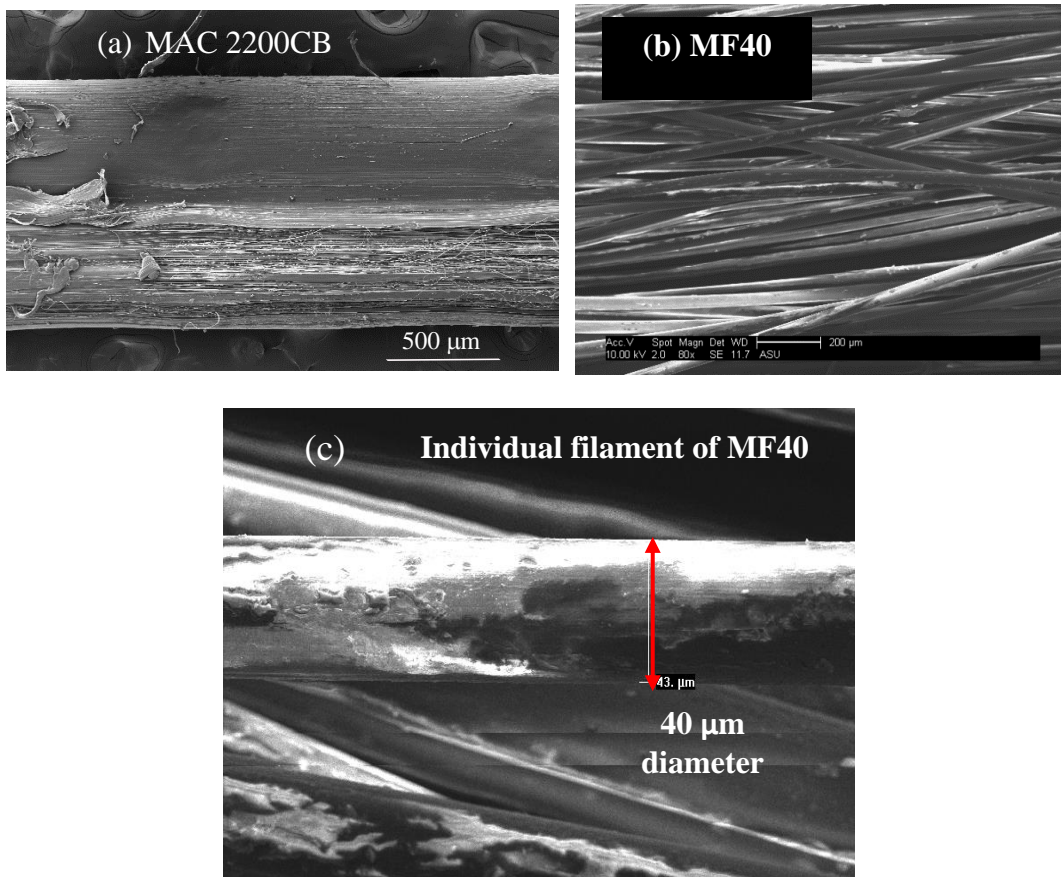 (a) MAC 2200CB
500 μm
(b) MF40
Acc.V Spot Magn Det WD 200 μm
10.00 kV 2.0 80x SE 11.7 ASU
(c) Individual filament of MF40
43. μm
40 μm
diameter